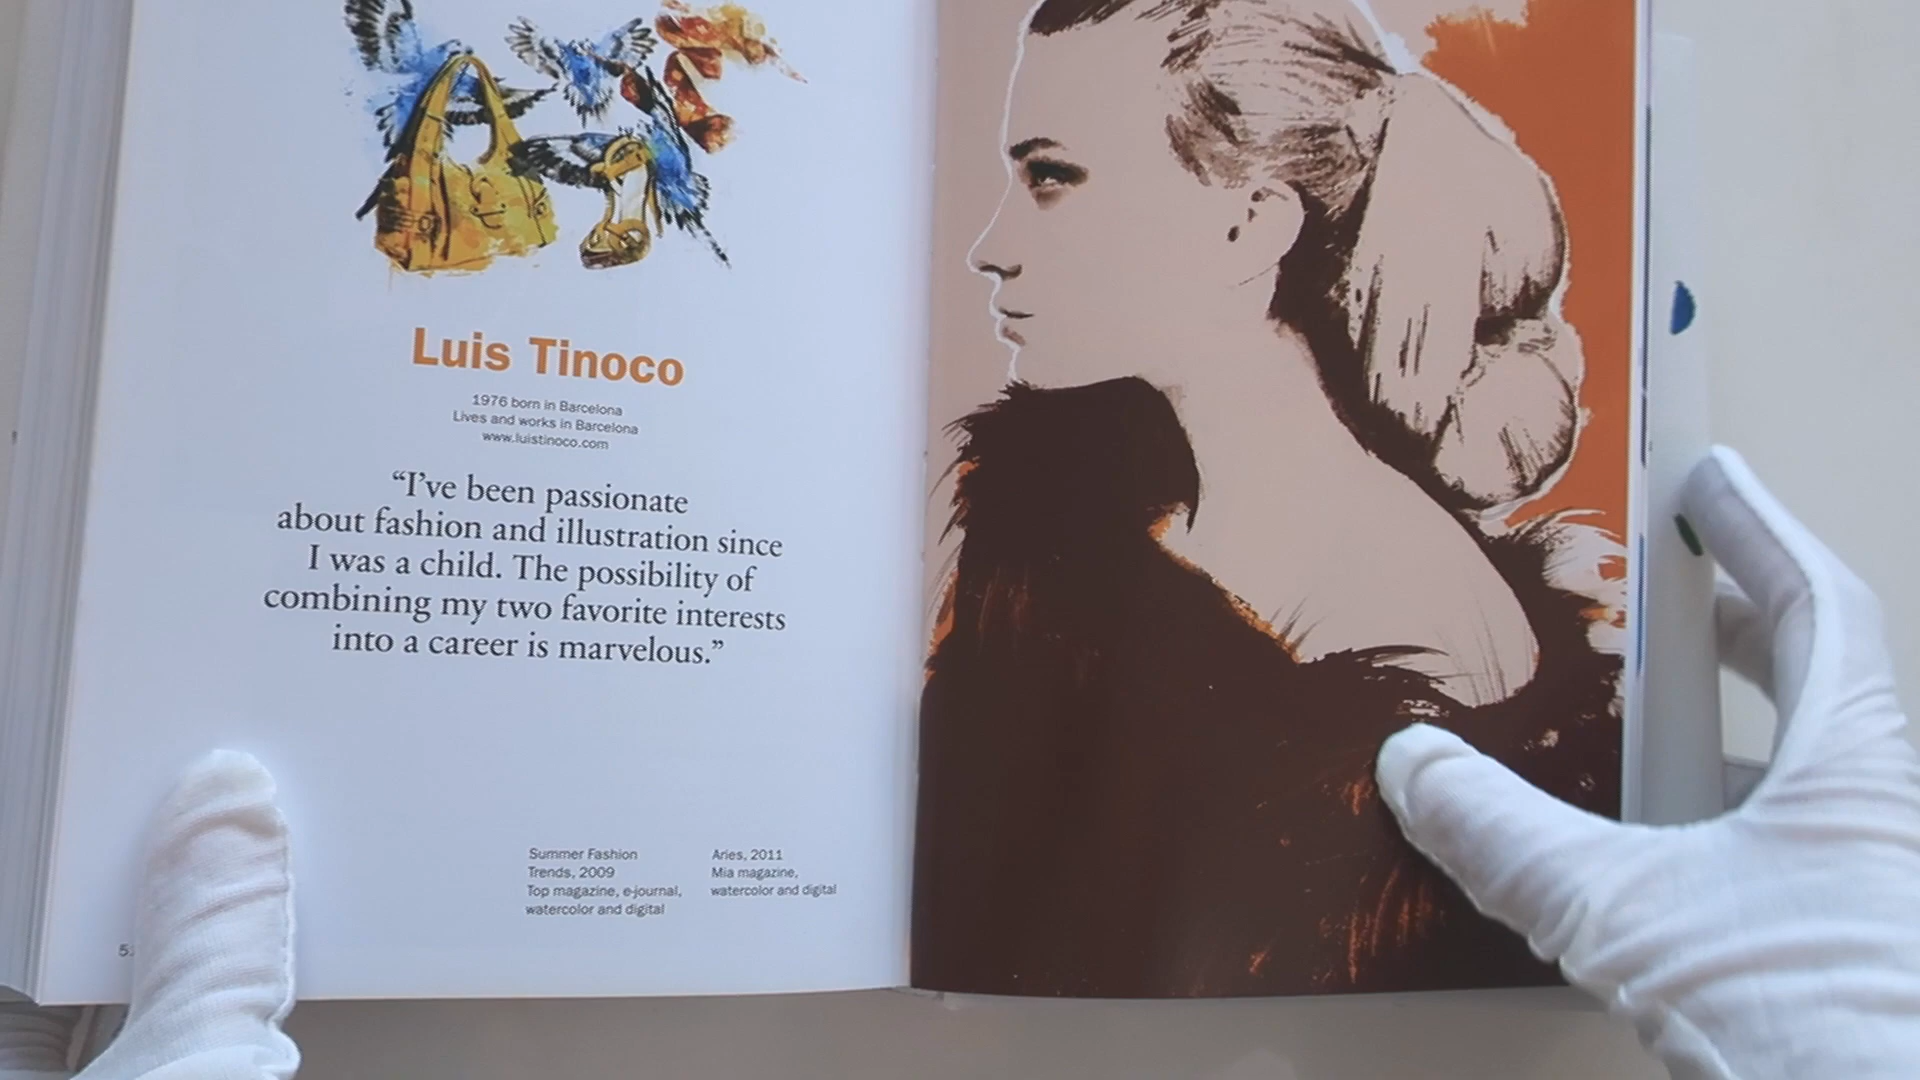 Luis Tinoco
1976 born in Barcelona
Lives and works in Barcelona
www.luistinoco.com
“I’ve been passionate
about fashion and illustration since
I was a child. The possibility of
combining my two favorite interests
into a career is marvelous.”
Summer Fashion
Trends, 2009
Top magazine, e-journal,
watercolor and digital
Aries, 2011
Mia magazine,
watercolor and digital